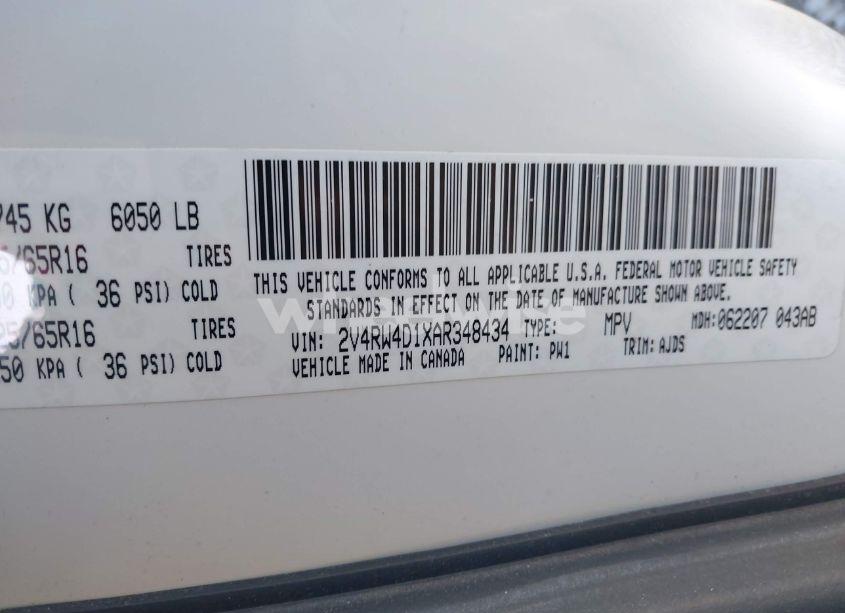 745 KG 6050 LB
/65R16 TIRES
KPA ( 36 PSI) COLD
/65R16 TIRES
50 KPA ( 36 PSI) COLD
THIS VEHICLE CONFORMS TO ALL APPLICABLE U.S.A. FEDERAL MOTOR VEHICLE SAFETY
STANDARDS IN EFFECT ON THE DATE OF MANUFACTURE SHOWN ABOVE.
VIN: 2V4RW4D1XAR348434 TYPE: MPV MDH:062207 043AB
VEHICLE MADE IN CANADA PAINT: PW1 TRIM: AJDS